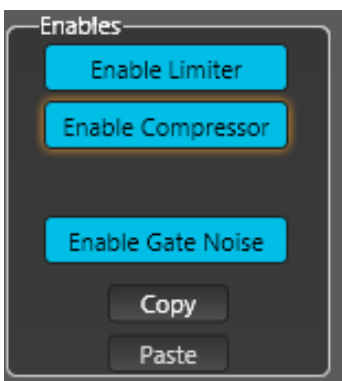 Enables
Enable Limiter
Enable Compressor
Enable Gate Noise
Copy
Paste